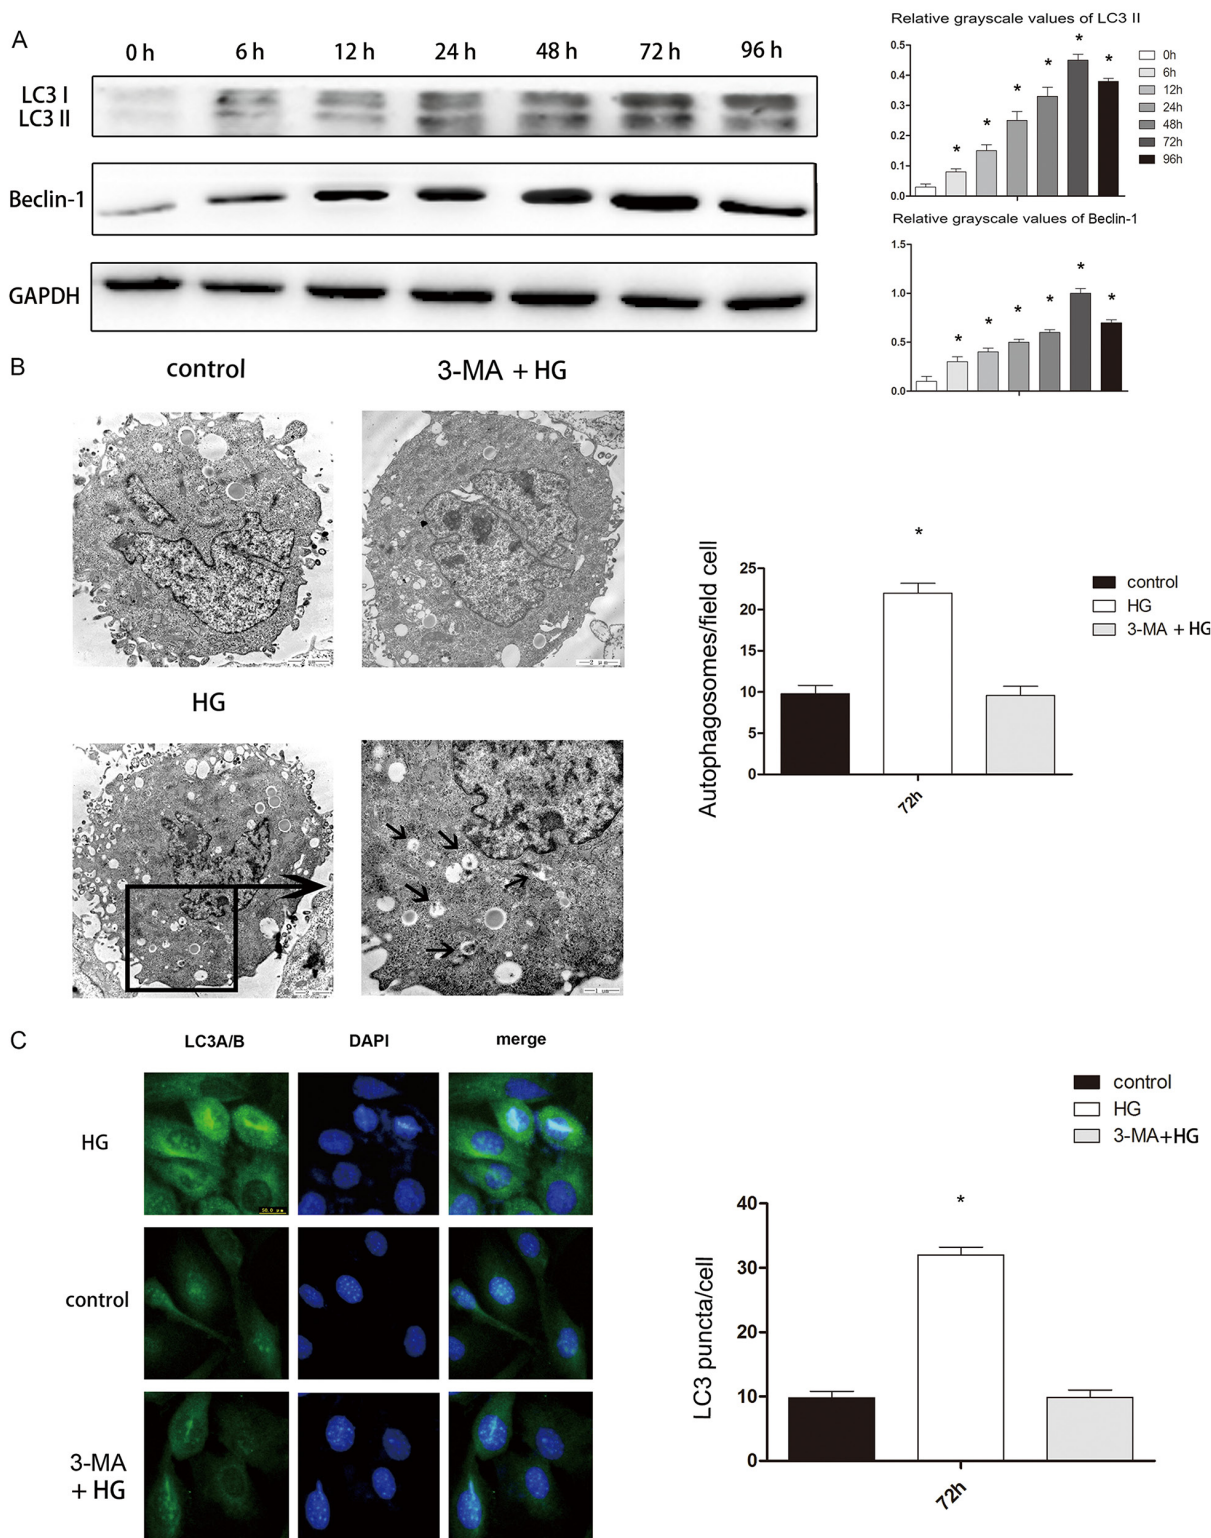 A
0 h 6 h 12 h 24 h 48 h 72 h 96 h
LC3 I
LC3 II
Beclin-1
GAPDH
Relative grayscale values of LC3 II
0.5
0.4
0.3
0.2
0.1
0.0
* * * * * *
0h
6h
12h
24h
48h
72h
96h
Relative grayscale values of Beclin-1
1.5
1.0
0.5
0.0
* * * * * *
B
control 3-MA + HG
2 μm
HG
1 μm
Autophagosomes/field cell
25
20
15
10
5
0
*
72h
control
HG
3-MA + HG
C
LC3A/B DAPI merge
HG
control
3-MA
+ HG
control
HG
3-MA+HG
LC3 puncta/cell
40
30
20
10
0
*
72h